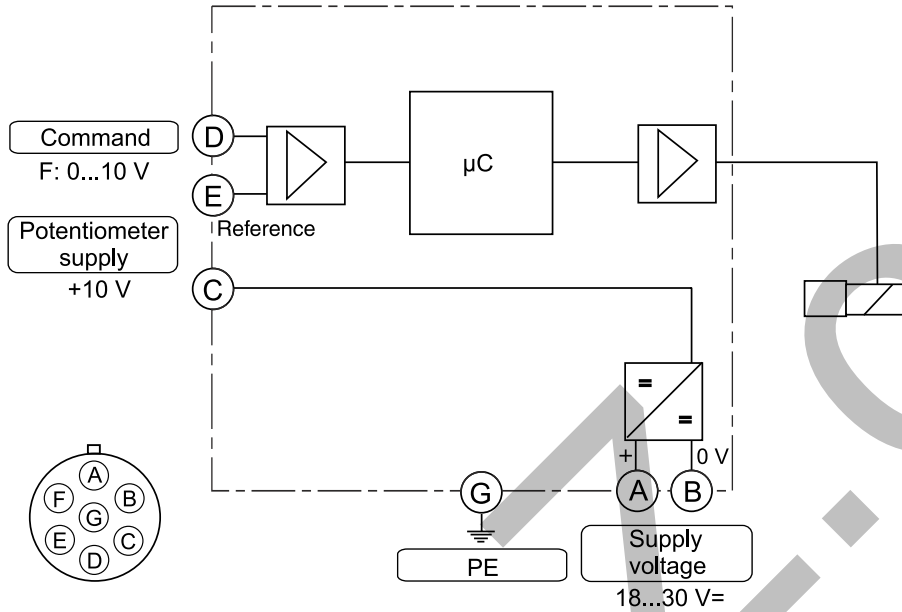 D
Command
µC
F: 0...10 V
E
Reference
Potentiometer
supply
+10 V
C
=
=
+
0 V
A
F
B
G
A
B
G
E
C
D
Supply
voltage
PE
18...30 V=